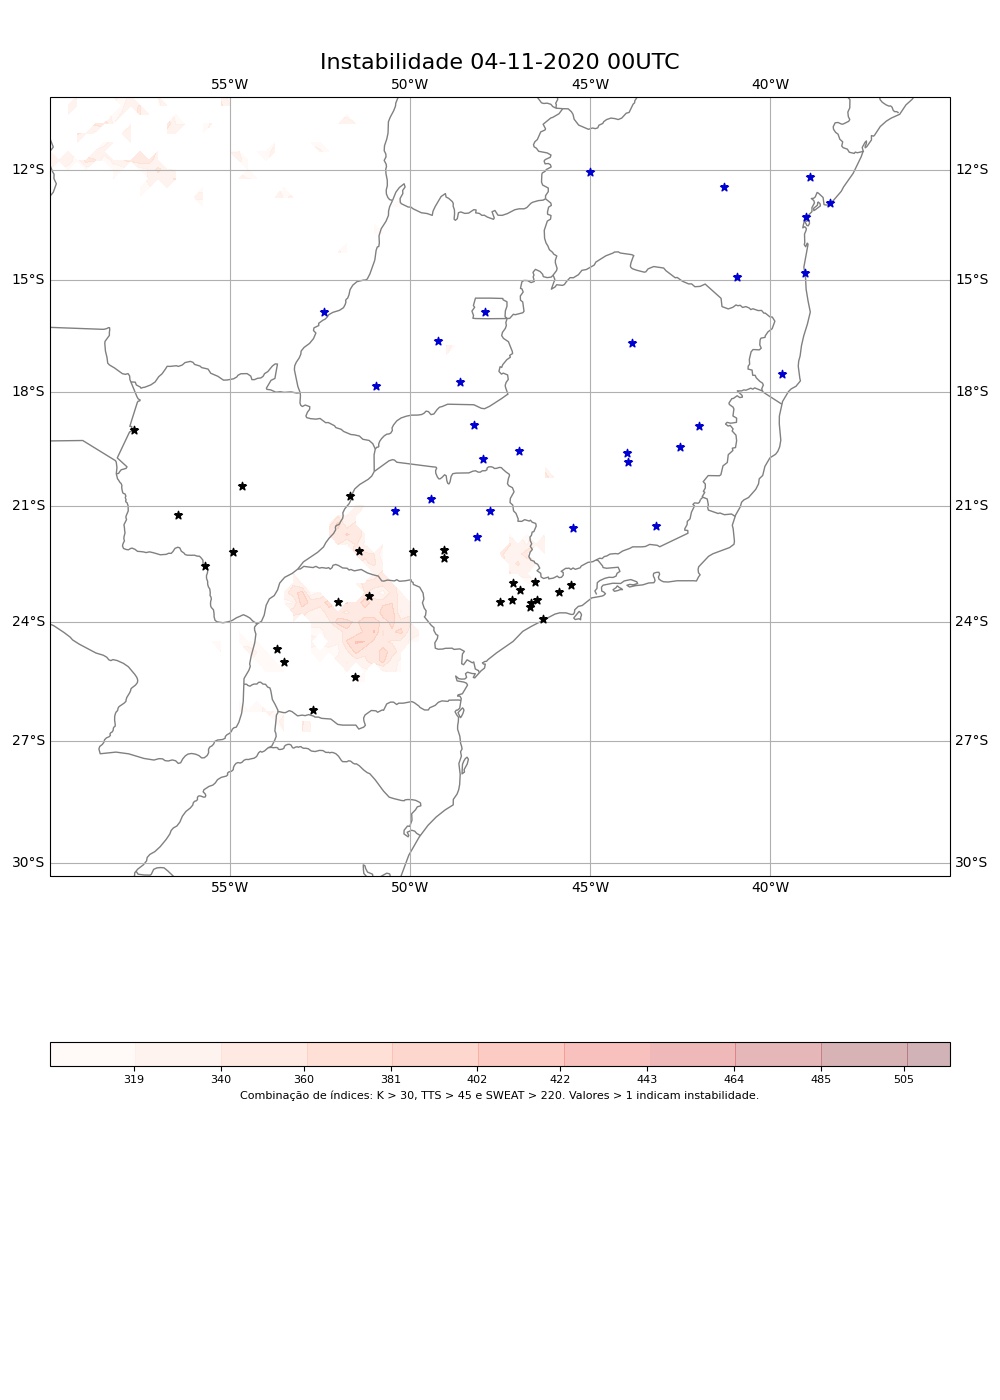 Instabilidade 04-11-2020 00UTC
55°W 50°W 45°W 40°W
12°S 12°S
15°S 15°S
18°S 18°S
21°S 21°S
24°S 24°S
27°S 27°S
30°S 30°S
55°W 50°W 45°W 40°W
319 340 360 381 402 422 443 464 485 505
Combinação de índices: K > 30, TTS > 45 e SWEAT > 220. Valores > 1 indicam instabilidade.